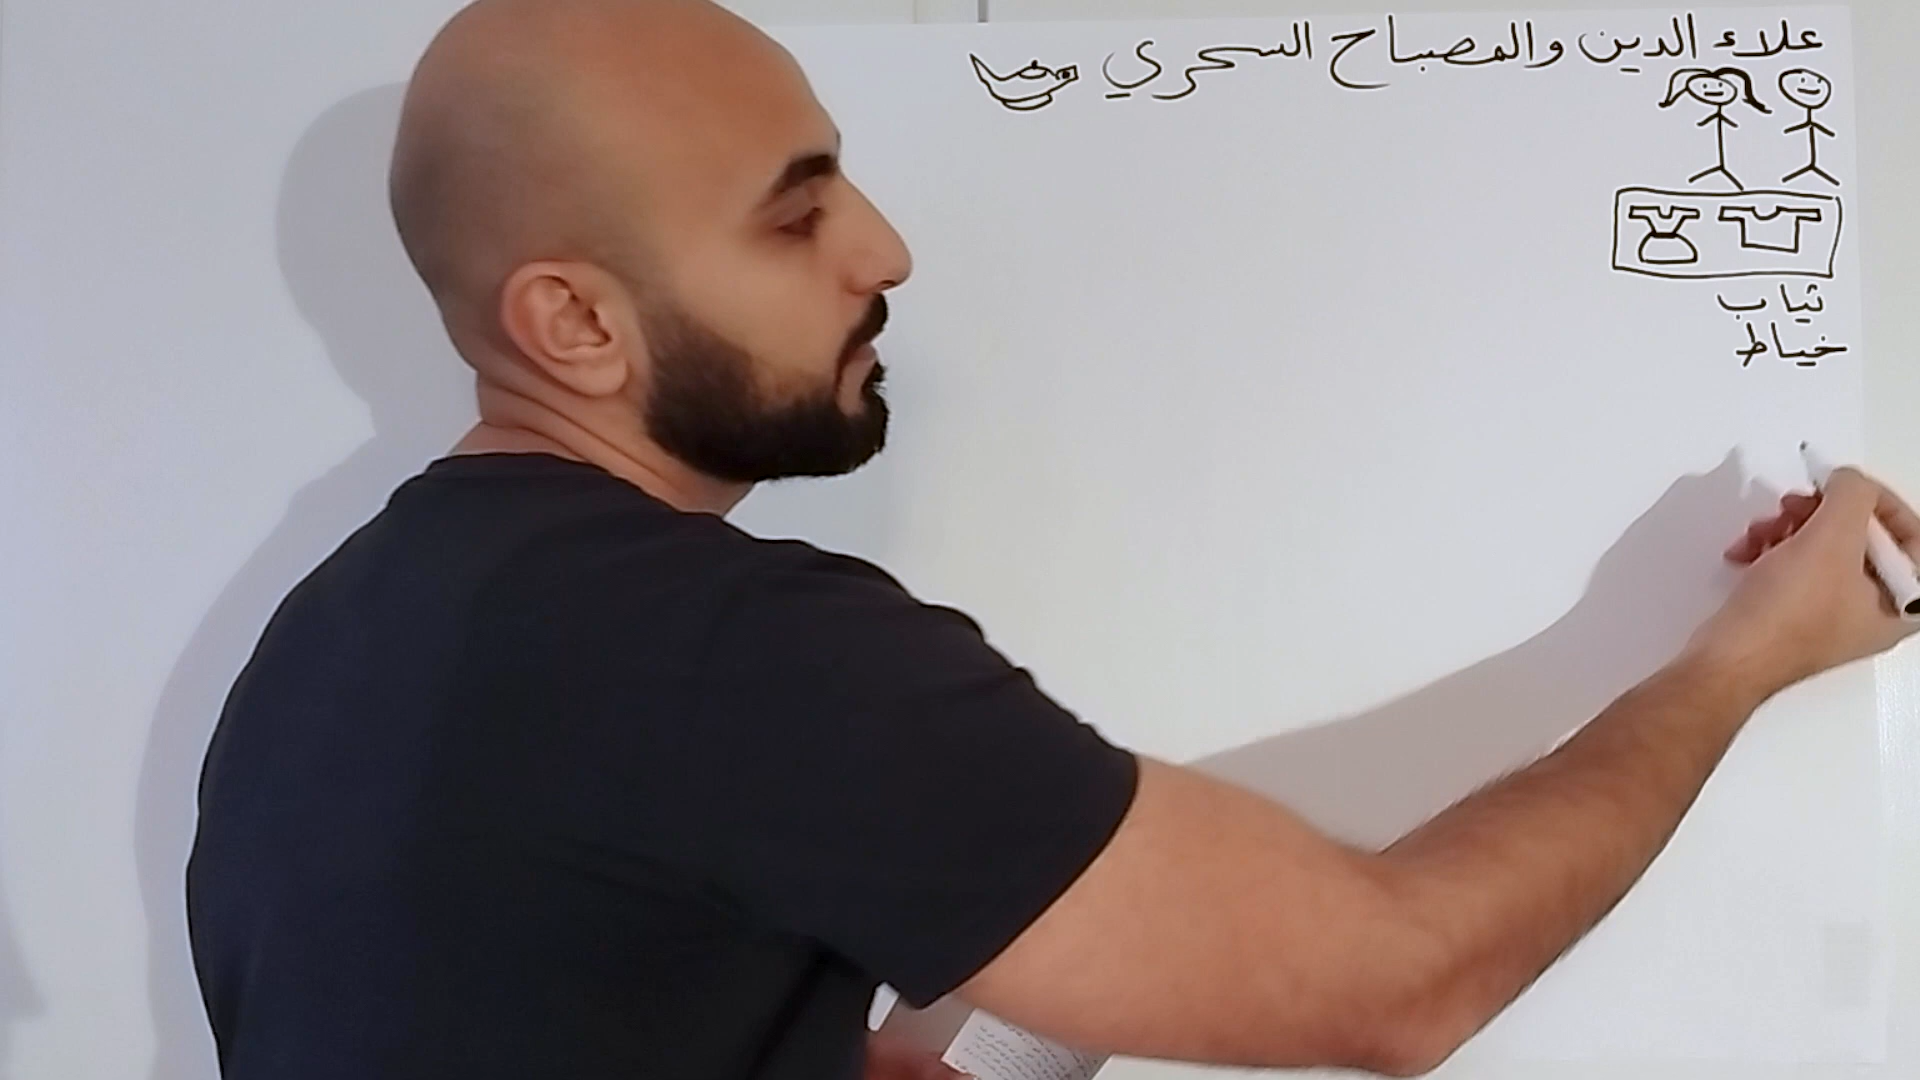 علاء الدين والمصباح السحري
ثياب
خياط